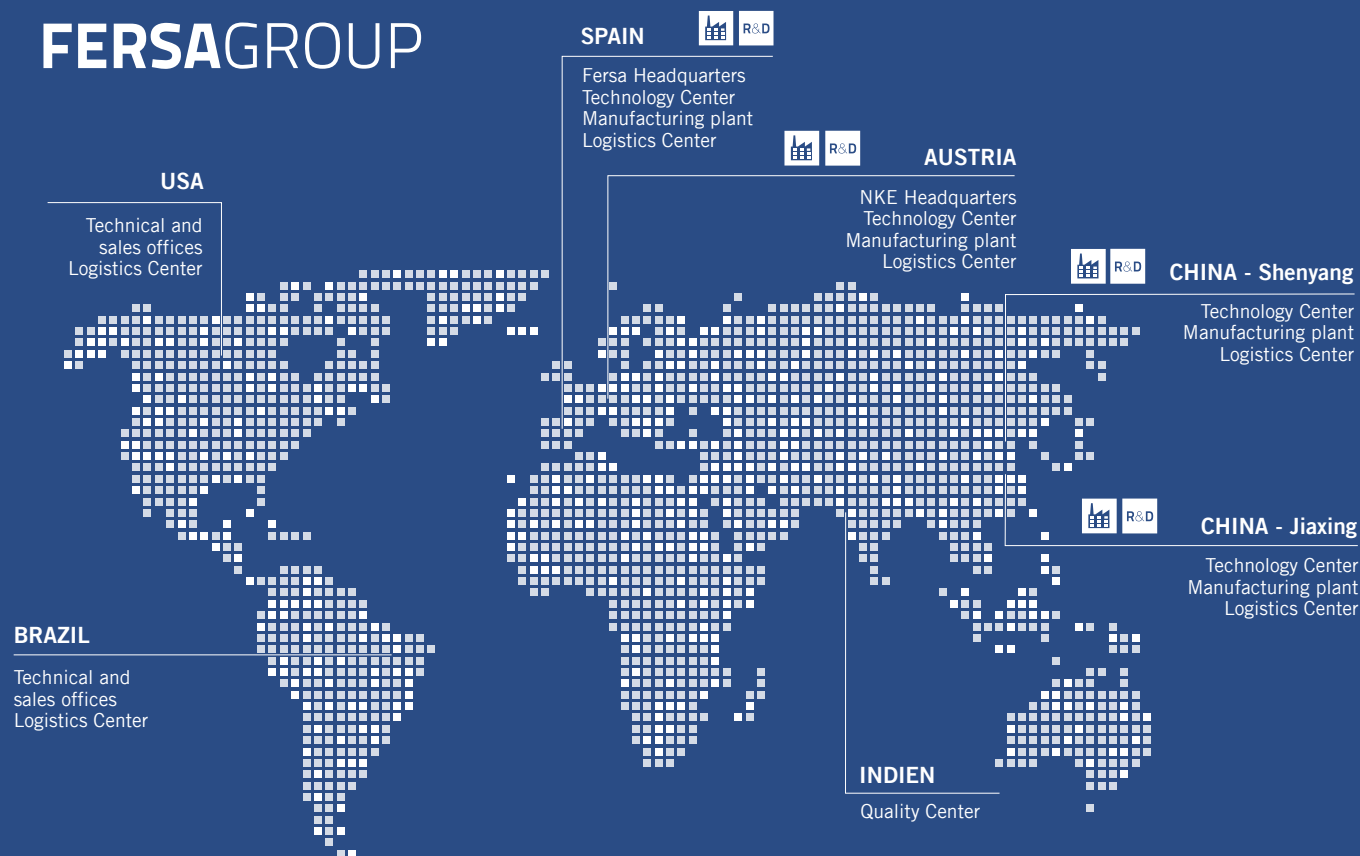 FERSAGROUP
SPAIN
R&D
Fersa Headquarters
Technology Center
Manufacturing plant
Logistics Center
R&D
AUSTRIA
NKE Headquarters
Technology Center
Manufacturing plant
Logistics Center
USA
Technical and
sales offices
Logistics Center
R&D
CHINA - Shenyang
Technology Center
Manufacturing plant
Logistics Center
R&D
CHINA - Jiaxing
Technology Center
Manufacturing plant
Logistics Center
BRAZIL
Technical and
sales offices
Logistics Center
INDIEN
Quality Center